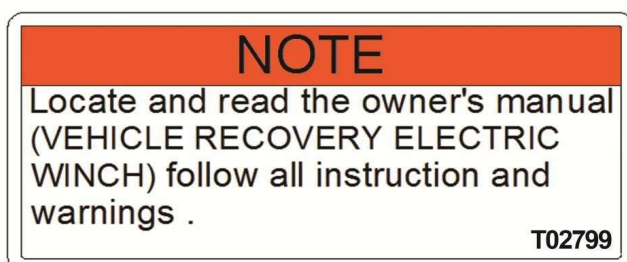 NOTE
Locate and read the owner's manual
(VEHICLE RECOVERY ELECTRIC
WINCH) follow all instruction and
warnings .
T02799